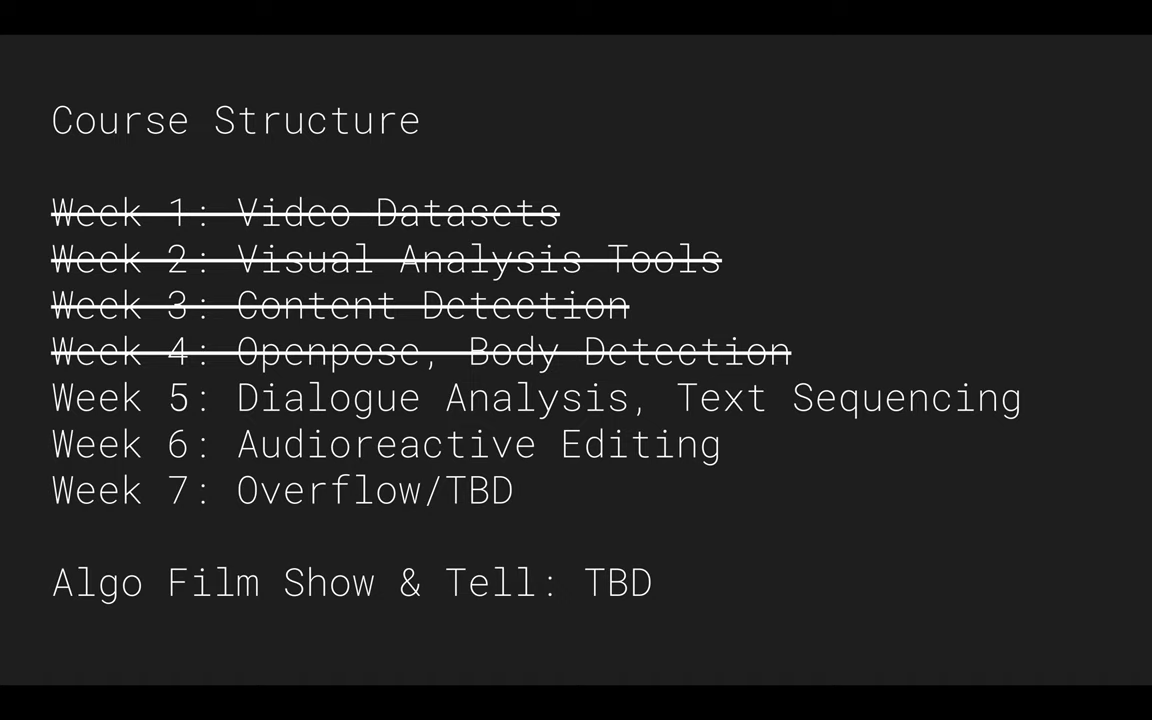 Course Structure
Week 1: Video Datasets
Week 2: Visual Analysis Tools
Week 3: Content Detection
Week 4: Openpose, Body Detection
Week 5: Dialogue Analysis, Text Sequencing
Week 6: Audioreactive Editing
Week 7: Overflow/TBD
Algo Film Show & Tell: TBD